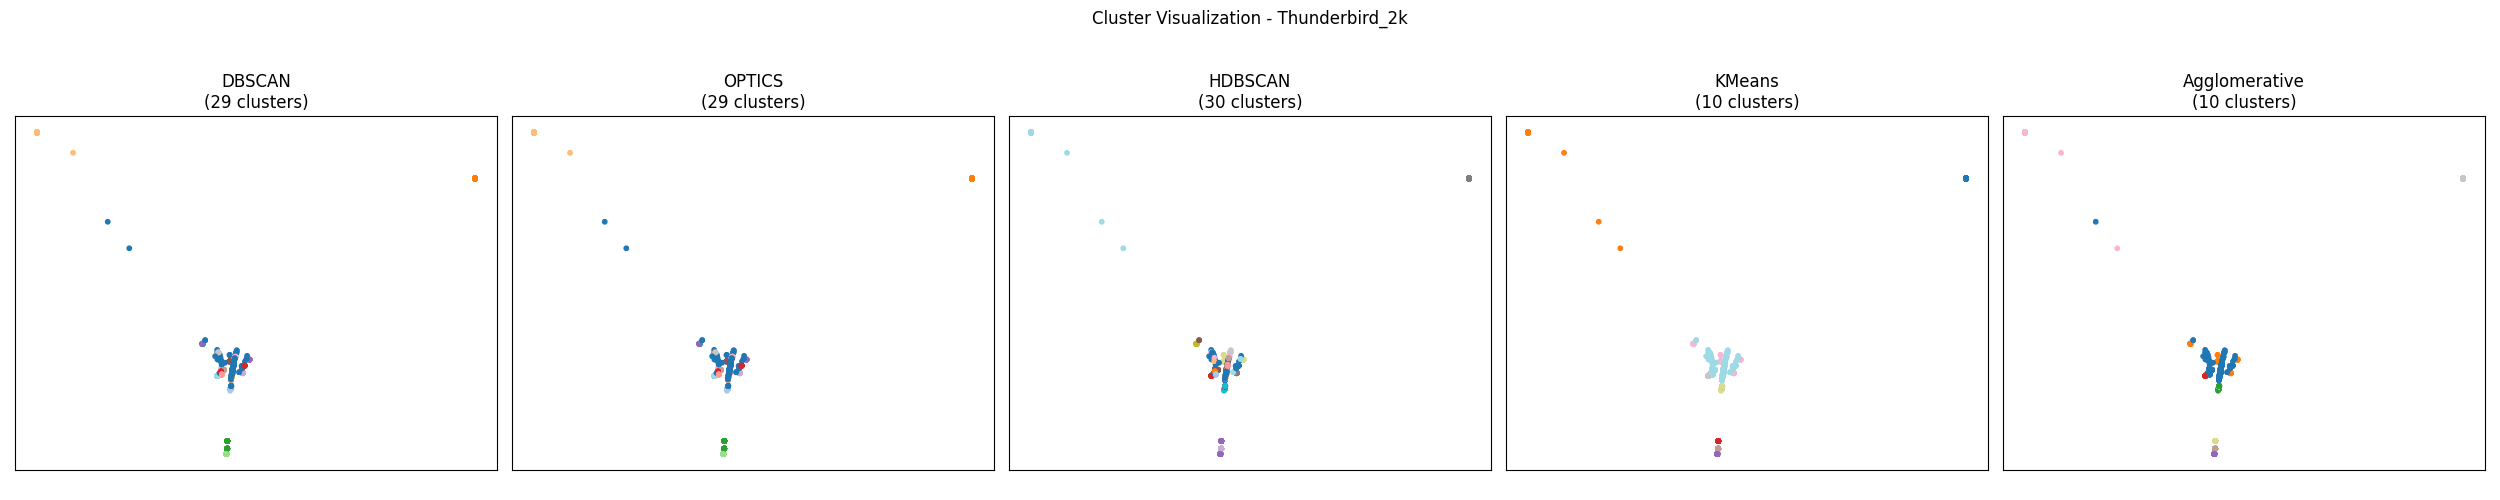 Cluster Visualization - Thunderbird_2k
DBSCAN
(29 clusters)
OPTICS
(29 clusters)
HDBSCAN
(30 clusters)
KMeans
(10 clusters)
Agglomerative
(10 clusters)